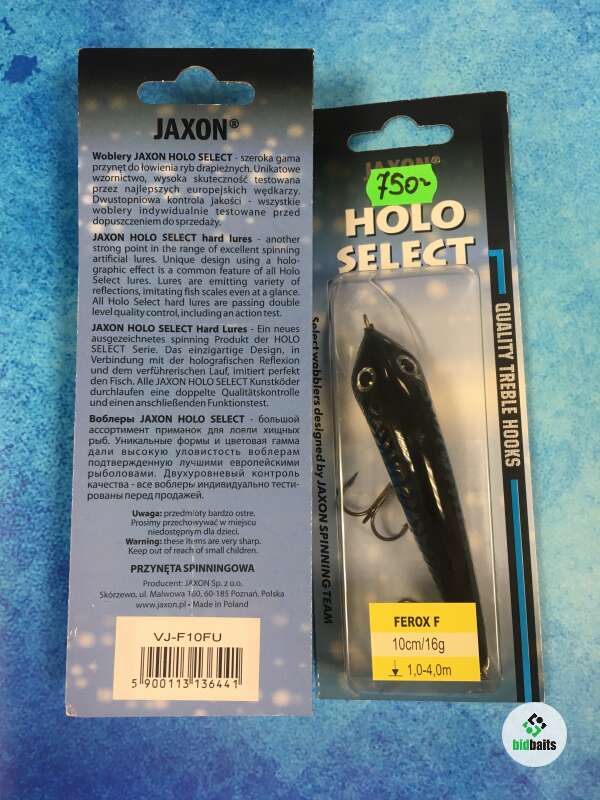 JAXON®
Woblery JAXON HOLO SELECT - szeroka gama
przynęt do łowienia ryb drapieżnych. Unikatowe
wzornictwo, wysoka skuteczność testowana
przez najlepszych europejskich wędkarzy.
Dwustopniowa kontrola jakości - wszystkie
woblery indywidualnie testowane przed
dopuszczeniem do sprzedaży.
JAXON HOLO SELECT hard lures - another
strong point in the range of excellent spinning
artificial lures. Unique design using a holo-
graphic effect is a common feature of all Holo
Select lures. Lures are emitting variety of
reflections, imitating fish scales even at a glance.
All Holo Select hard lures are passing double
level quality control, including an action test.
JAXON HOLO SELECT Hard Lures - Ein neues
ausgezeichnetes spinning Produkt der HOLO
SELECT Serie. Das einzigartige Design, in
Verbindung mit der holografischen Reflexion
und dem verführerischen Lauf, imitiert perfekt
den Fisch. Alle JAXON HOLO SELECT Kunstköder
durchlaufen eine doppelte Qualitätskontrolle
und einen anschließenden Funktionstest.
Воблеры JAXON HOLO SELECT - большой
ассортимент приманок для ловли хищных
рыб. Уникальные формы и цветовая гамма
дали высокую уловистость воблерам
подтвержденную лучшими европейскими
рыболовами. Двухуровневый контроль
качества - все воблеры индивидуально тести-
рованы перед продажей.
Uwaga: przedmioty bardzo ostre.
Prosimy przechowywać w miejscu
niedostępnym dla dzieci.
Warning: these items are very sharp.
Keep out of reach of small children.
PRZYNĘTA SPINNINGOWA
Producent: JAXON Sp. z o.o.
Skórzewo, ul. Malwowa 160, 60-185 Poznań, Polska
www.jaxon.pl • Made in Poland
VJ-F10FU
5 900113 136441
JAXON®
750~
HOLO
SELECT
QUALITY TREBLE HOOKS
Select wobblers designed by JAXON SPINNING TEAM
FEROX F
10cm/16g
1,0-4,0m
bidbaits